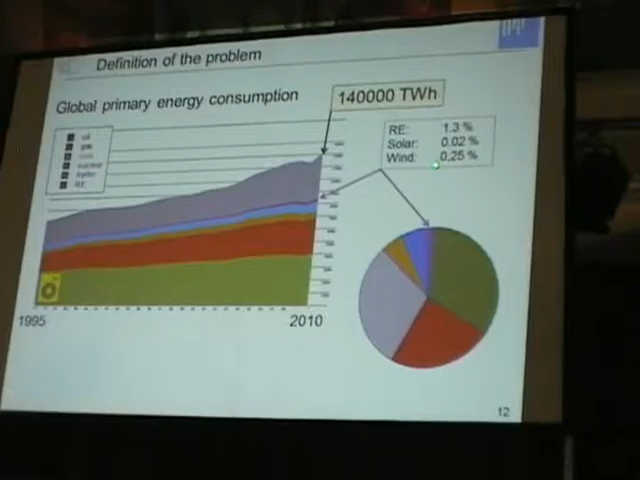 Definition of the problem
Global primary energy consumption
140000 TWh
oil
gas
nuclear
hydro
RE
RE: 1.3 %
Solar: 0.02 %
Wind: 0,25 %
1995
2010
12